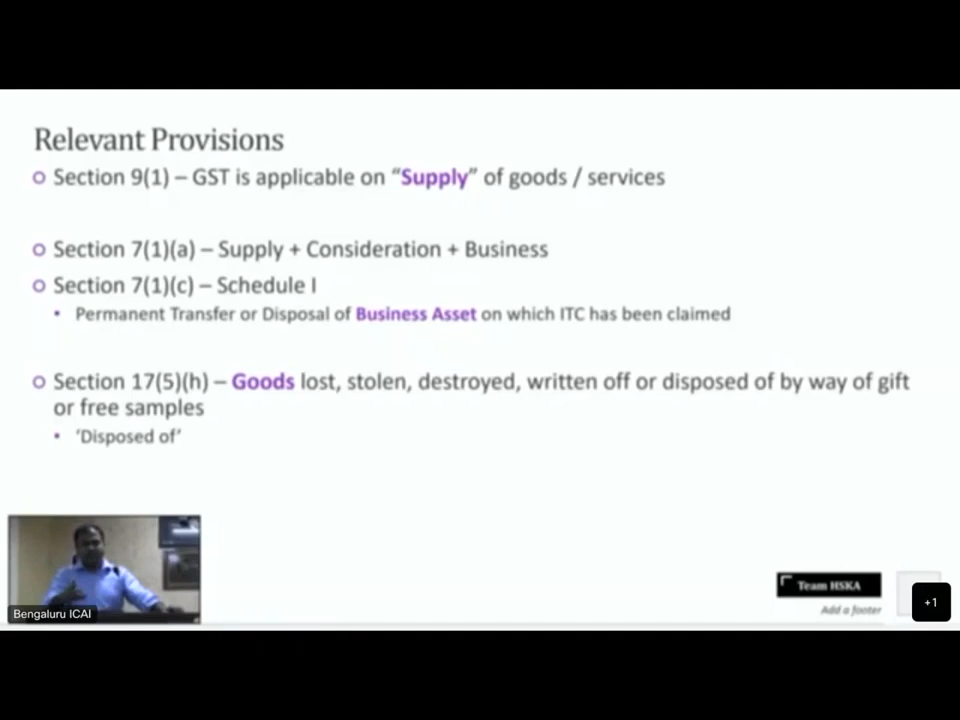 Relevant Provisions
Section 9(1) – GST is applicable on “Supply” of goods / services
Section 7(1)(a) – Supply + Consideration + Business
Section 7(1)(c) – Schedule I
Permanent Transfer or Disposal of Business Asset on which ITC has been claimed
Section 17(5)(h) – Goods lost, stolen, destroyed, written off or disposed of by way of gift
or free samples
‘Disposed of’
Bengaluru ICAI
Team HSKA
Add a footer
+1